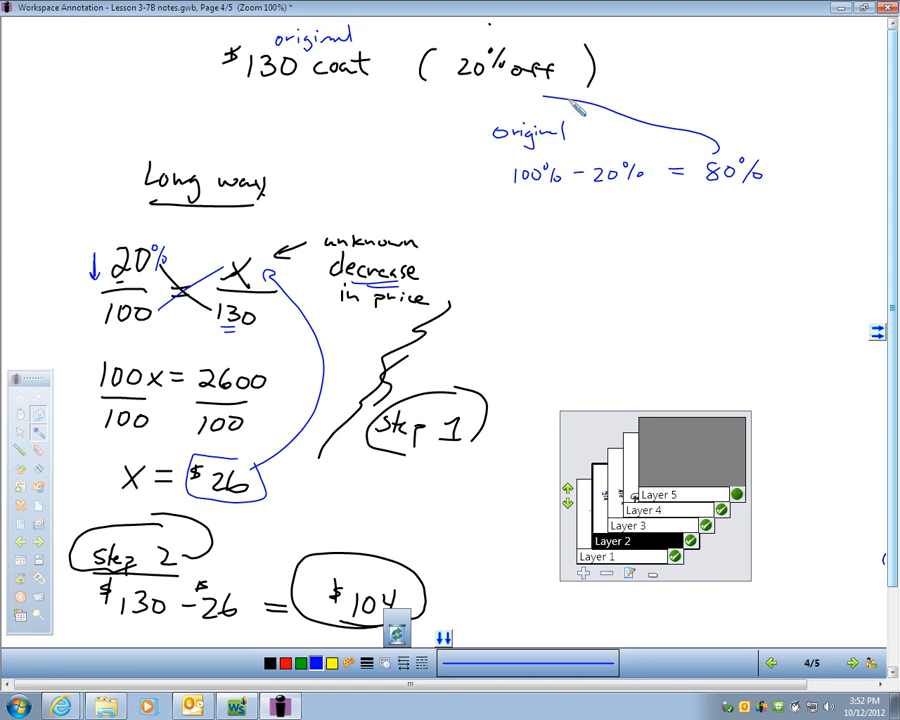 Workspace Annotation - Lesson 3-7B notes.gwb, Page 4/5 (Zoom 100%) *
original
$130 coat ( 20% off )
original
100% - 20% = 80%
Long way
↓ 20% = x
100 130
← unknown
decrease
in price
100x = 2600
100 100
step 1
x = $26
step 2
$130 - $26 = $104
Layer 5
Layer 4
Layer 3
Layer 2
Layer 1
4/5
3:52 PM
10/12/2012